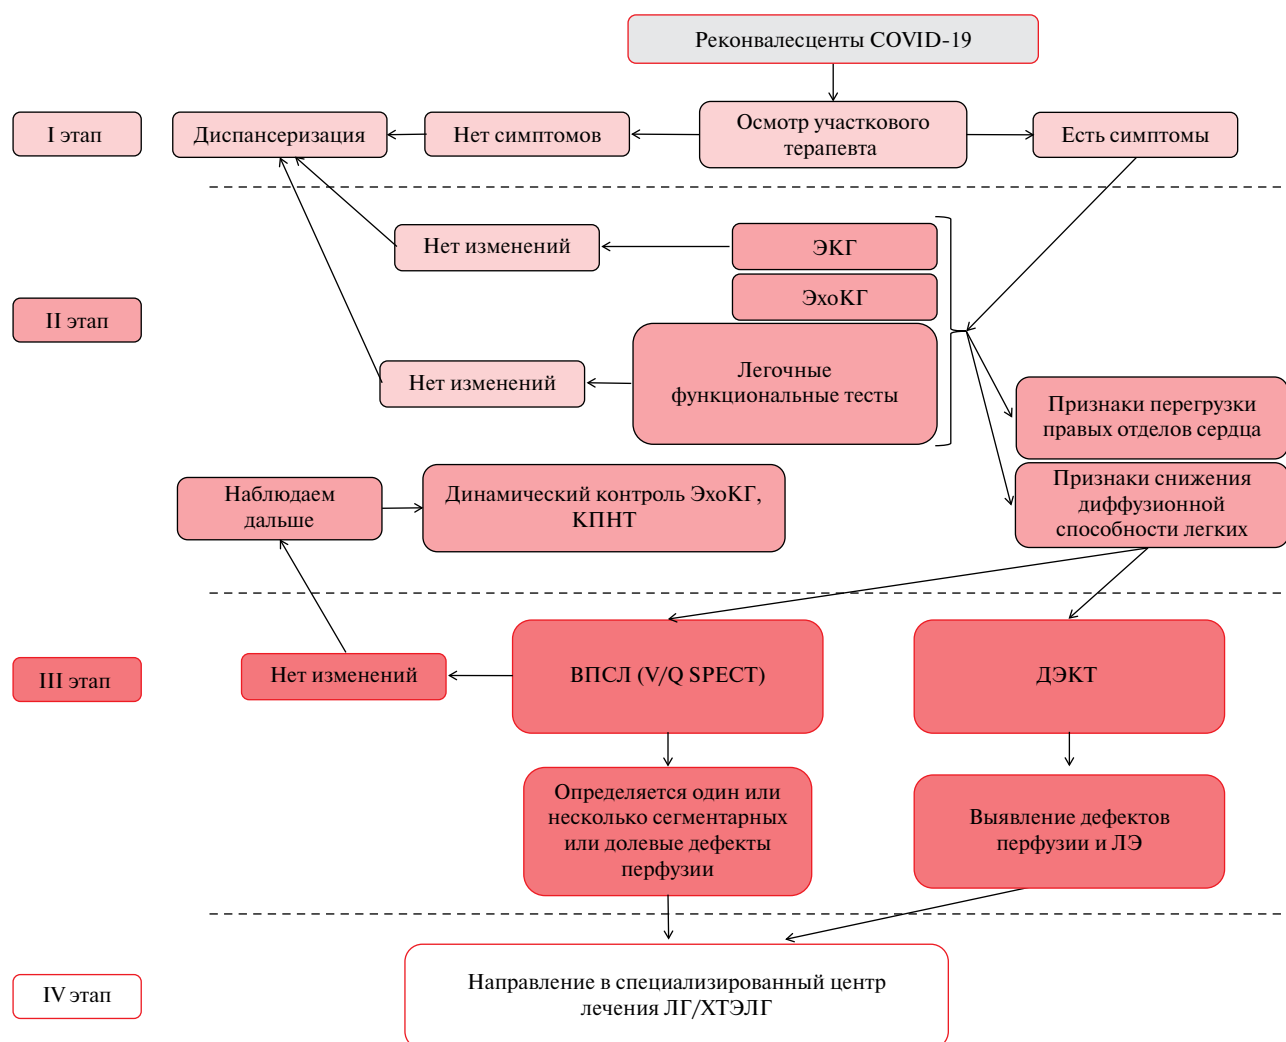 Реконвалесценты COVID-19
I этап
Диспансеризация
Нет симптомов
Осмотр участкового
терапевта
Есть симптомы
II этап
Нет изменений
ЭКГ
ЭхоКГ
Нет изменений
Легочные
функциональные тесты
Признаки перегрузки
правых отделов сердца
Признаки снижения
диффузионной
способности легких
Наблюдаем
дальше
Динамический контроль ЭхоКГ,
КПНТ
III этап
Нет изменений
ВПСЛ (V/Q SPECT)
ДЭКТ
Определяется один или
несколько сегментарных
или долевые дефекты
перфузии
Выявление дефектов
перфузии и ЛЭ
IV этап
Направление в специализированный центр
лечения ЛГ/ХТЭЛГ